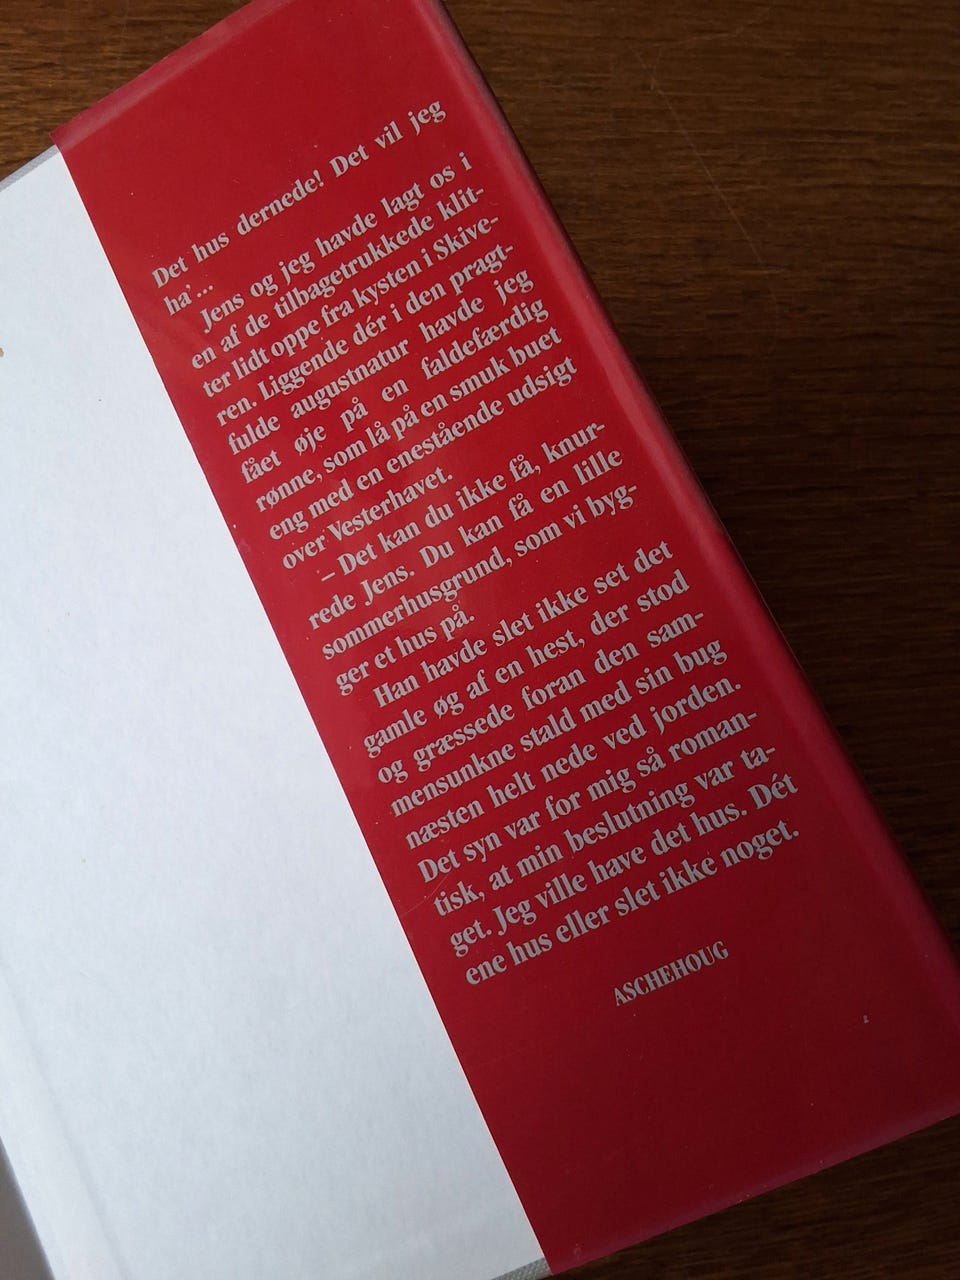 Det hus dernede! Det vil jeg
ha'...
Jens og jeg havde lagt os i
en af de tilbagetrukkede klit-
ter lidt oppe fra kysten i Skive-
ren. Liggende dér i den pragt-
fulde augustnatur havde jeg
fået øje på en faldefærdig
rønne, som lå på en smuk buet
eng med en enestående udsigt
over Vesterhavet.
– Det kan du ikke få, knur-
rede Jens. Du kan få en lille
sommerhusgrund, som vi byg-
ger et hus på.
Han havde slet ikke set det
gamle øg af en hest, der stod
og græssede foran den sam-
mensunkne stald med sin bug
næsten helt nede ved jorden.
Det syn var for mig så roman-
tisk, at min beslutning var ta-
get. Jeg ville have det hus. Dét
ene hus eller slet ikke noget.
ASCHEHOUG